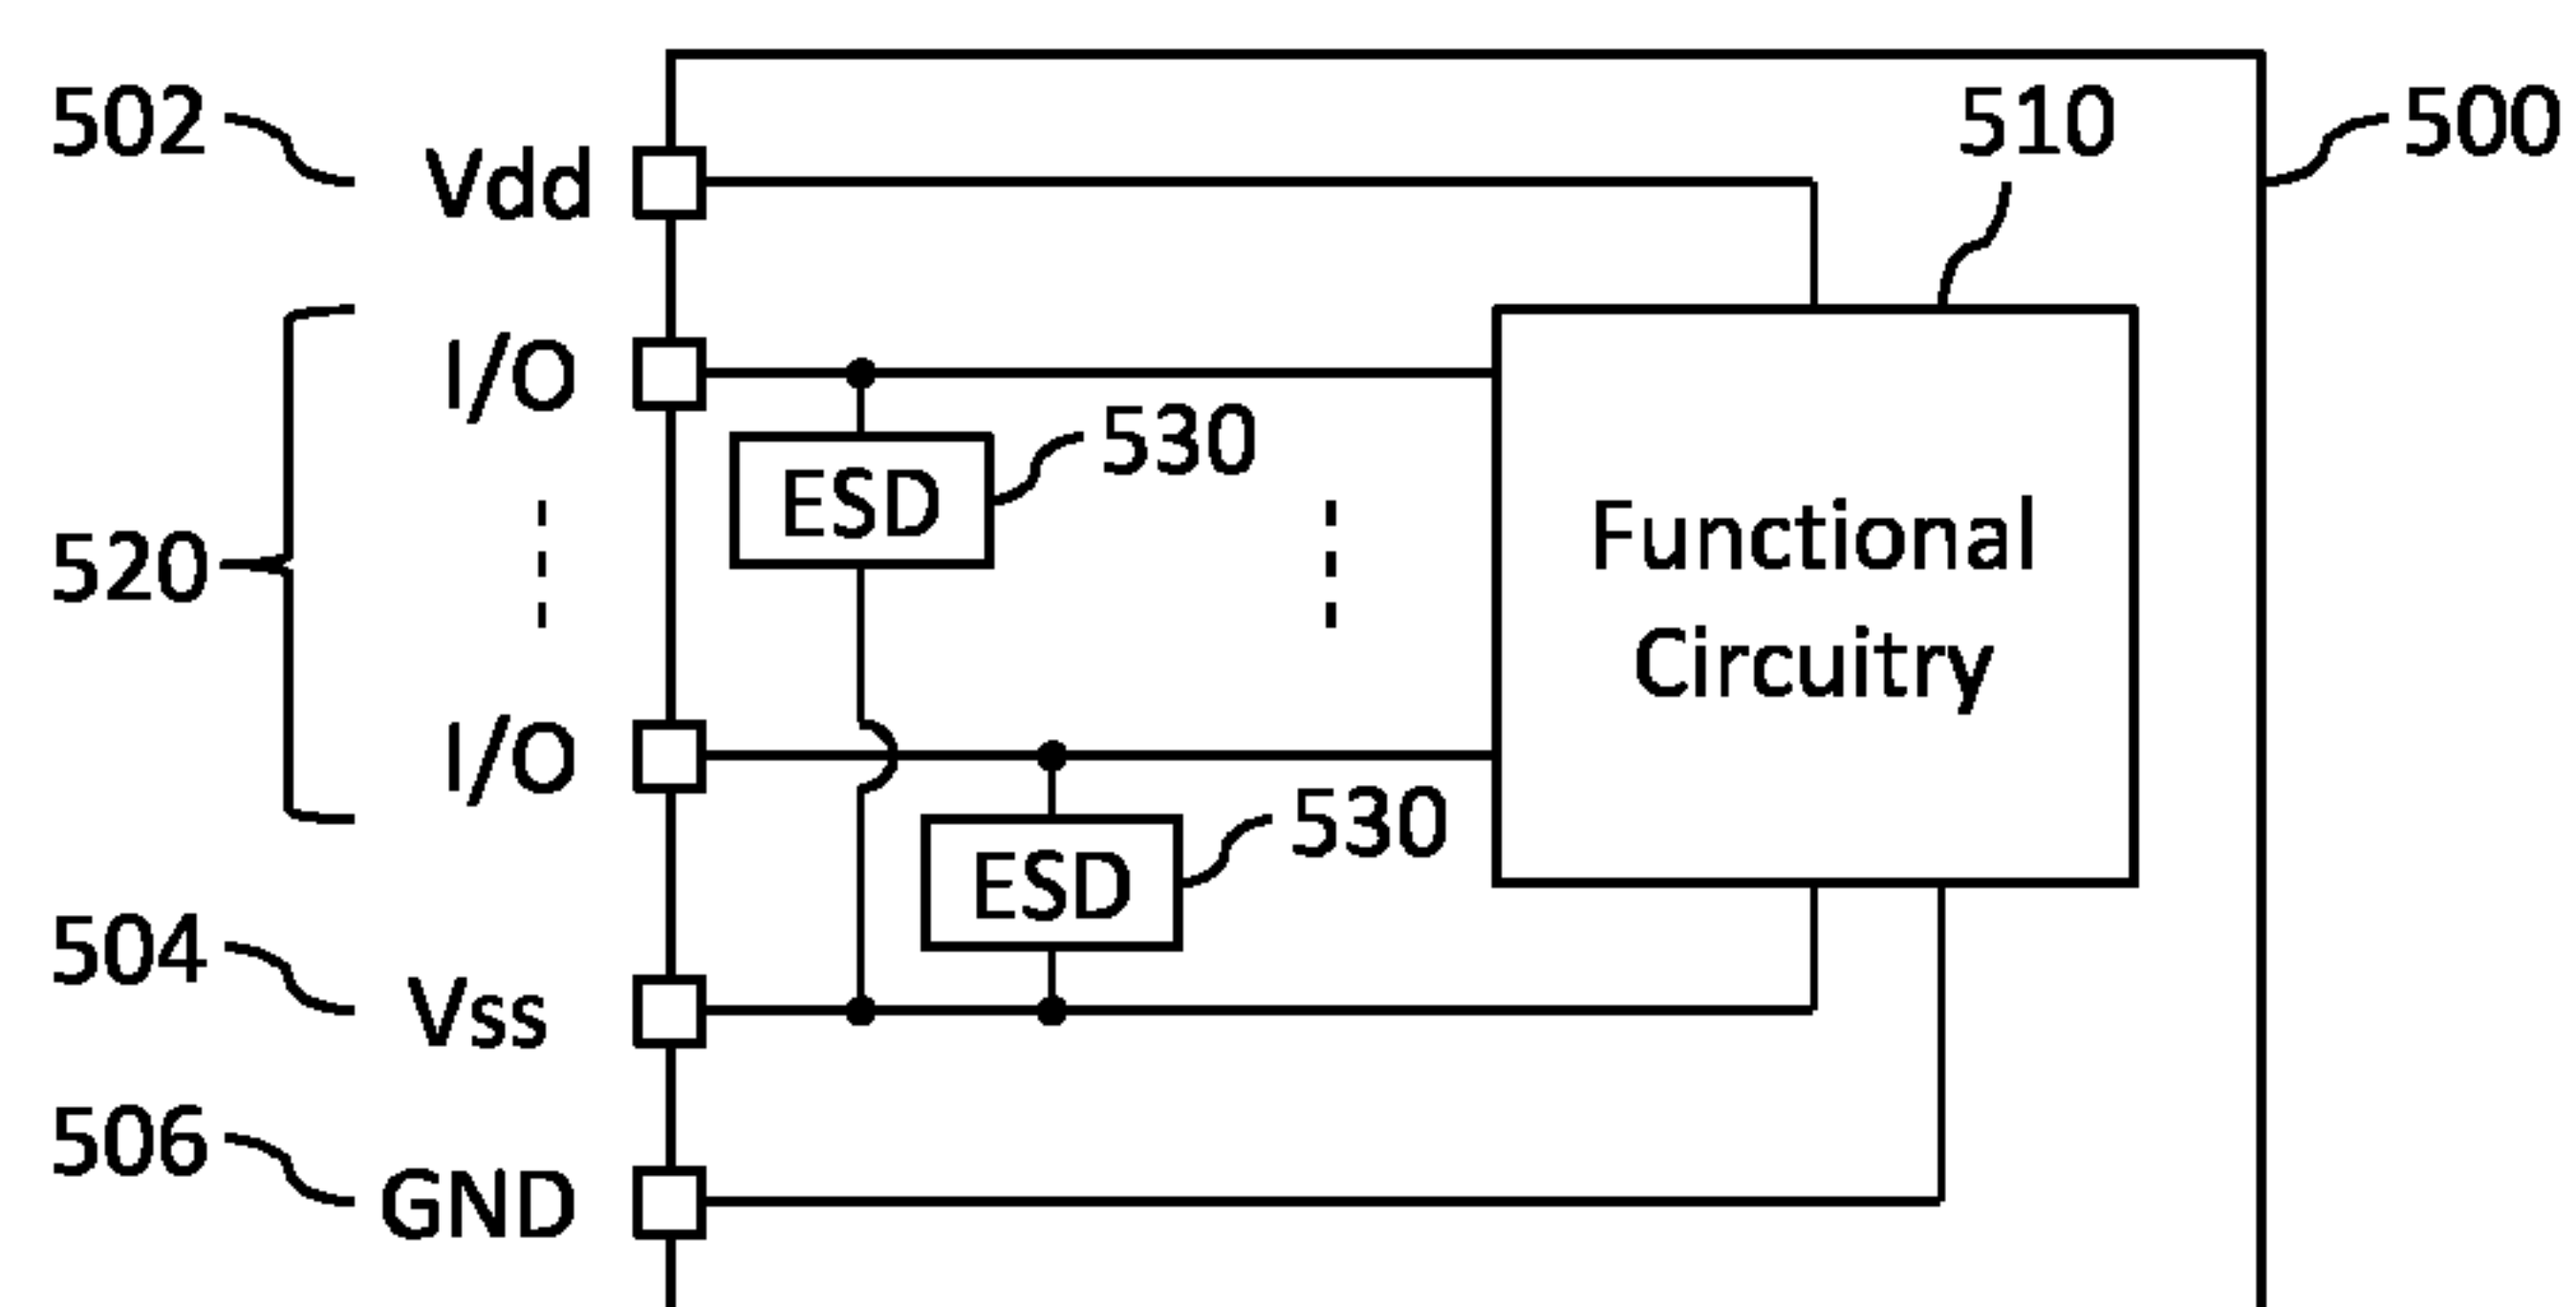 502
Vdd
510
500
I/O
530
ESD
520
Functional
Circuitry
I/O
530
ESD
504
Vss
506
GND